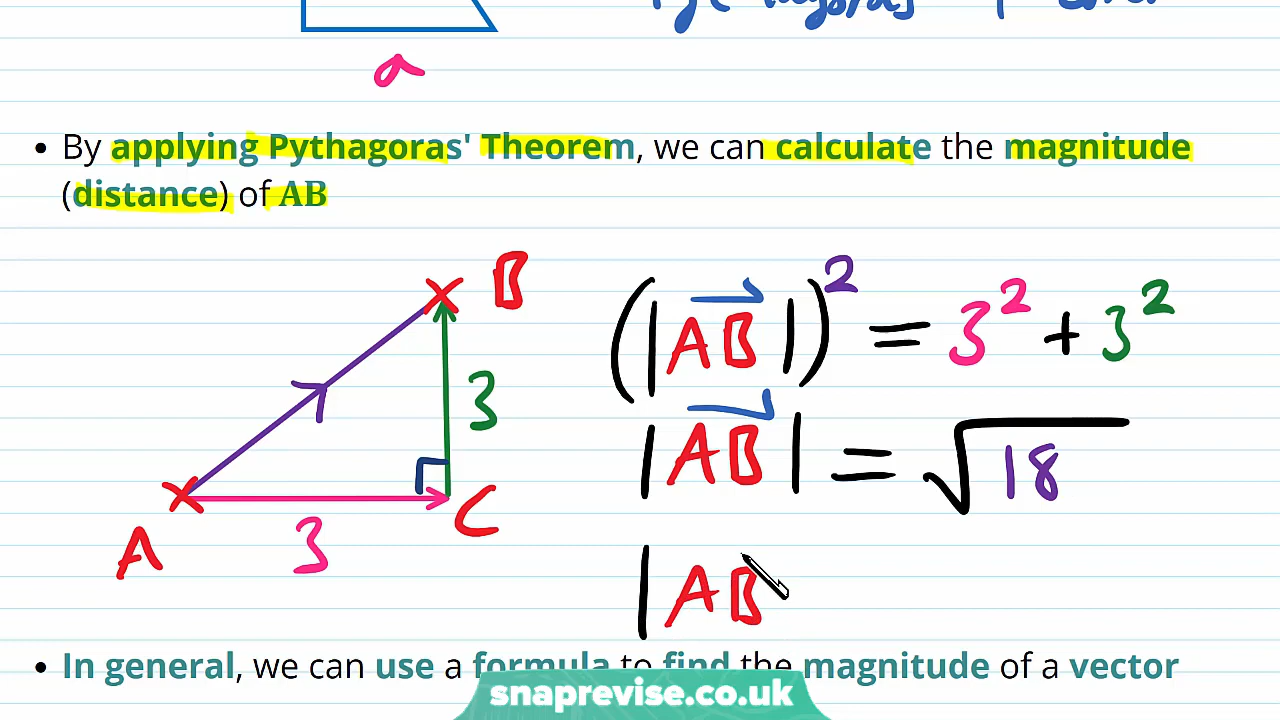 a
• By applying Pythagoras' Theorem, we can calculate the magnitude
(distance) of AB
B
(|AB|)² = 3² + 3²
3
|AB| = √18
A
3
C
|AB
• In general, we can use a formula to find the magnitude of a vector
snaprevise.co.uk